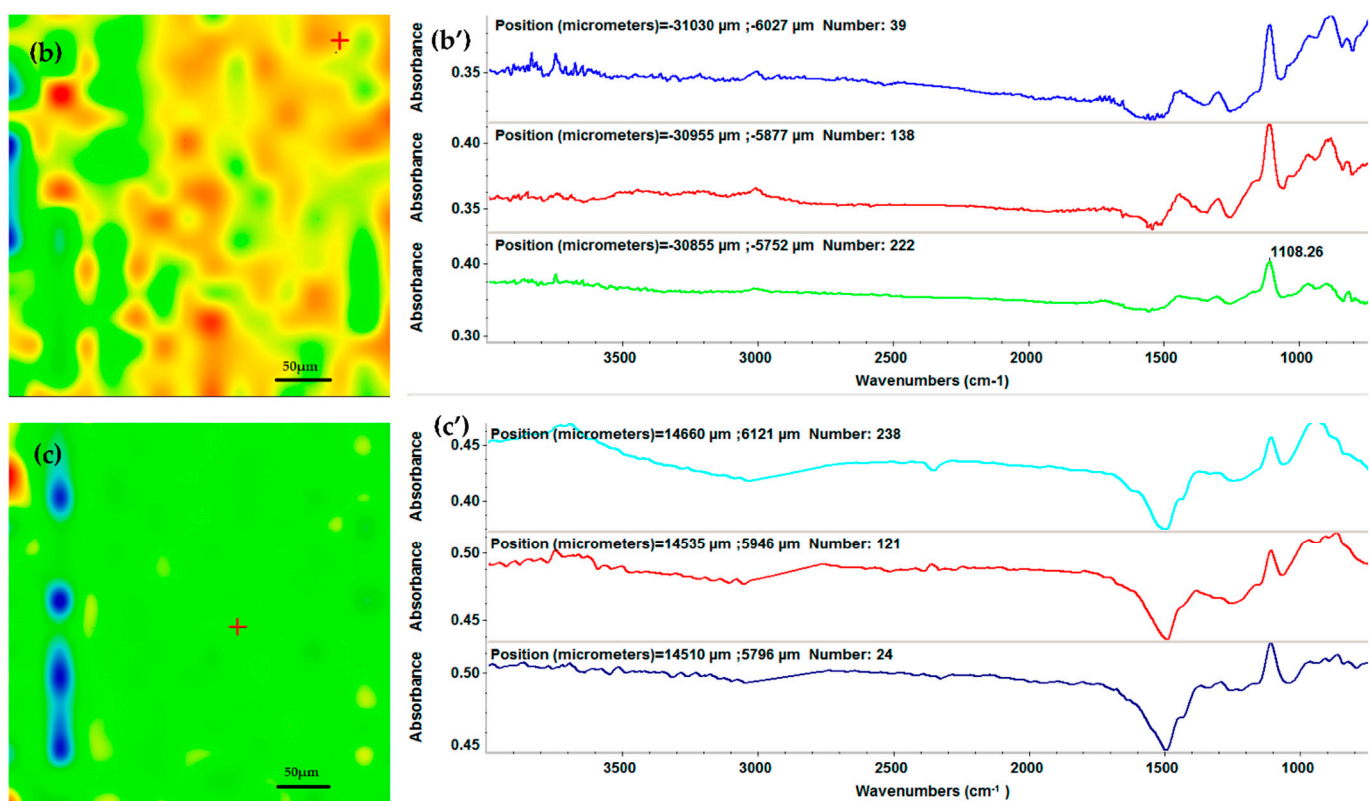 (b)
50µm
(b')
Position (micrometers)=-31030 µm ;-6027 µm Number: 39
Absorbance
0.35
Position (micrometers)=-30955 µm ;-5877 µm Number: 138
Absorbance
0.40
0.35
Position (micrometers)=-30855 µm ;-5752 µm Number: 222
Absorbance
0.40
0.30
1108.26
3500 3000 2500 2000 1500 1000
Wavenumbers (cm-1)
(c)
50µm
(c')
Position (micrometers)=14660 µm ;6121 µm Number: 238
Absorbance
0.45
0.40
Position (micrometers)=14535 µm ;5946 µm Number: 121
Absorbance
0.50
0.45
Position (micrometers)=14510 µm ;5796 µm Number: 24
Absorbance
0.50
0.45
3500 3000 2500 2000 1500 1000
Wavenumbers (cm⁻¹)